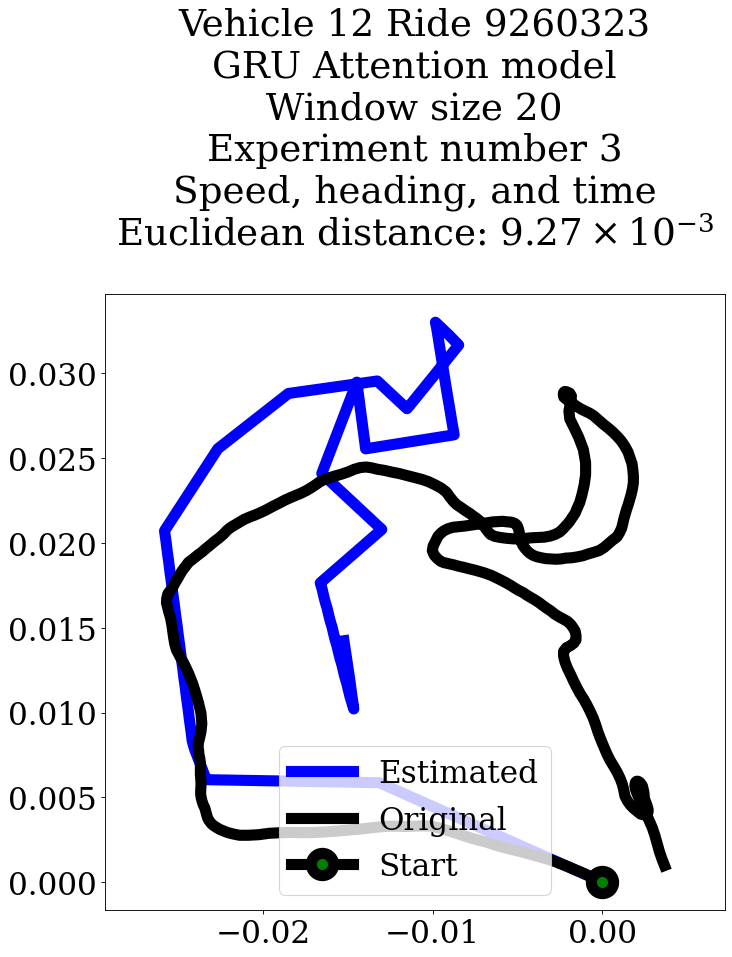 Vehicle 12 Ride 9260323
GRU Attention model
Window size 20
Experiment number 3
Speed, heading, and time
Euclidean distance: 9.27 × 10⁻³
0.030
0.025
0.020
0.015
0.010
0.005
0.000
Estimated
Original
Start
−0.02 −0.01 0.00